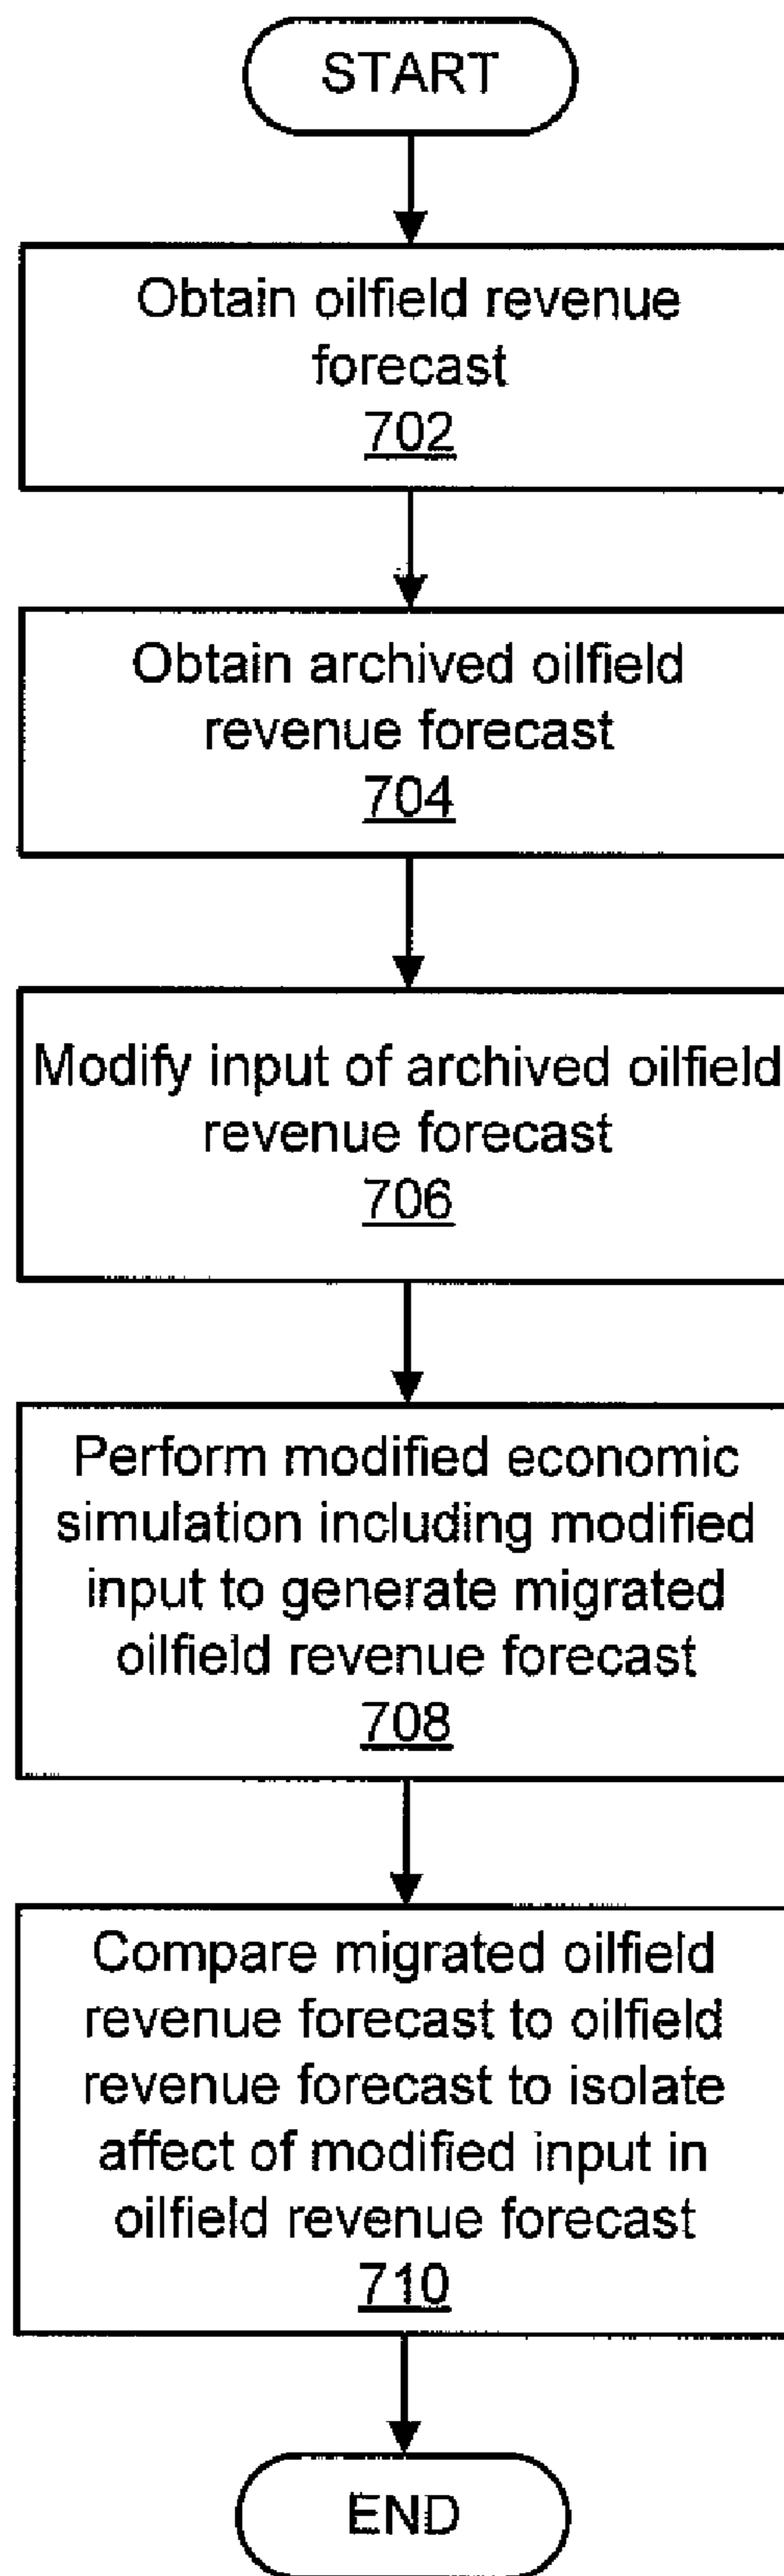 START
Obtain oilfield revenue
forecast
702
Obtain archived oilfield
revenue forecast
704
Modify input of archived oilfield
revenue forecast
706
Perform modified economic
simulation including modified
input to generate migrated
oilfield revenue forecast
708
Compare migrated oilfield
revenue forecast to oilfield
revenue forecast to isolate
affect of modified input in
oilfield revenue forecast
710
END